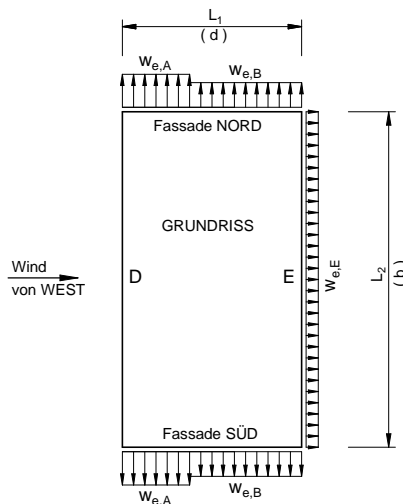 L₁
( d )
wₑ,A
wₑ,B
Fassade NORD
GRUNDRISS
Wind
von WEST
D
E
wₑ,E
L₂
( b )
Fassade SÜD
wₑ,A
wₑ,B